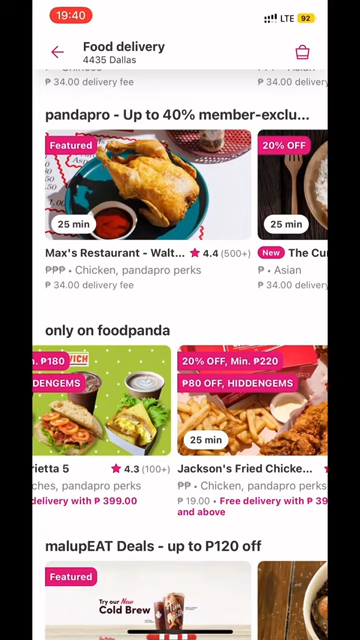 19:40
LTE
92
Food delivery
4435 Dallas
₱ 34.00 delivery fee
₱ 34.00 delivery fee
pandapro - Up to 40% member-exclu...
Featured
20% OFF
25 min
25 min
Max's Restaurant - Walt... 4.4 (500+)
New The Cu
₱₱₱ • Chicken, pandapro perks
₱ • Asian
₱ 34.00 delivery fee
₱ 34.00 delivery
only on foodpanda
n. ₱180
20% OFF, Min. ₱220
DENGEMS
₱80 OFF, HIDDENGEMS
25 min
rietta 5 4.3 (100+)
Jackson's Fried Chicke...
ches, pandapro perks
₱₱ • Chicken, pandapro perks
delivery with ₱ 399.00
₱ 19.00 • Free delivery with ₱ 39
and above
malupEAT Deals - up to P120 off
Featured
Try our New
Cold Brew